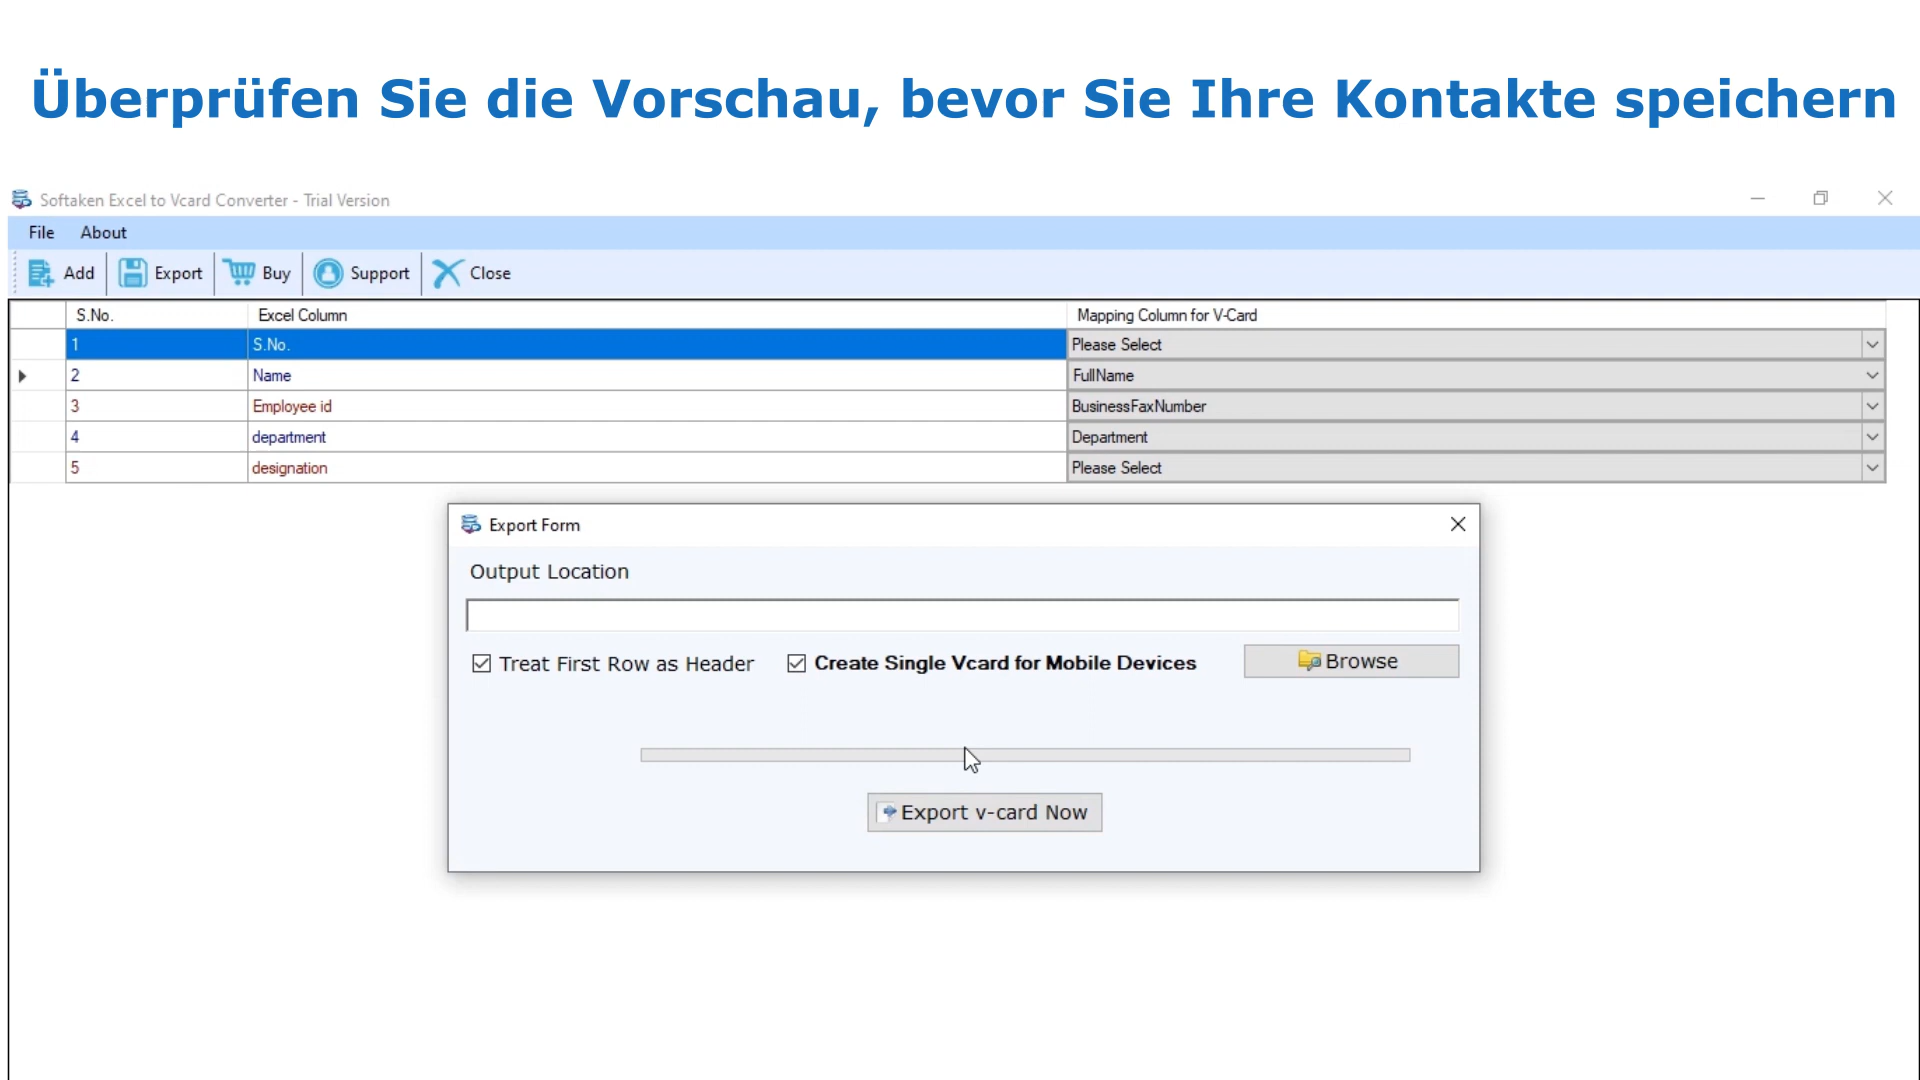 Überprüfen Sie die Vorschau, bevor Sie Ihre Kontakte speichern
Softaken Excel to Vcard Converter - Trial Version
File About
Add Export Buy Support Close
S.No. Excel Column Mapping Column for V-Card
1 S.No. Please Select
2 Name FullName
3 Employee id BusinessFaxNumber
4 department Department
5 designation Please Select
Export Form
Output Location
Treat First Row as Header Create Single Vcard for Mobile Devices Browse
Export v-card Now